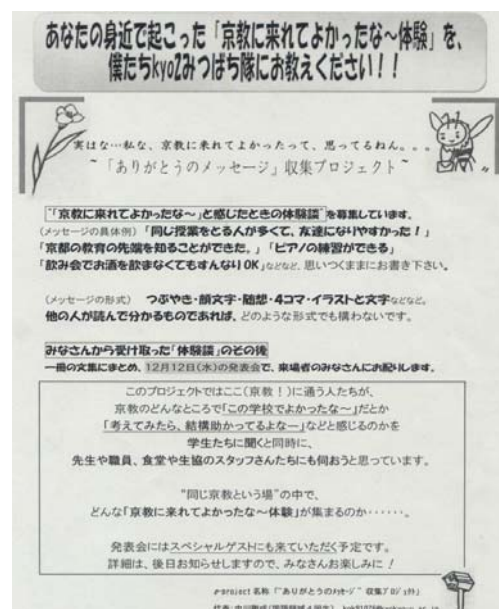 あなたの身近で起こった「京教に来れてよかったな～体験」を、
僕たちkyo2みつばち隊にお教えください！！
実はな…私な、京教に来れてよかったって、思ってるねん。。。
～「ありがとうのメッセージ」収集プロジェクト～
「京教に来れてよかったな～」と感じたときの体験談を募集しています。
(メッセージの具体例)「同じ授業をとる人が多くて、友達になりやすかった！」
「京都の教育の先端を知ることができた。」「ピアノの練習ができる」
「飲み会でお酒を飲まなくてもすんなりOK」などなど、思いつくままにお書き下さい。
(メッセージの形式) つぶやき・顔文字・随想・4コマ・イラストと文字などなど。
他の人が読んで分かるものであれば、どのような形式でも構わないです。
みなさんから受け取った「体験談」のその後
一冊の文集にまとめ、12月12日(水)の発表会で、来場者のみなさんにお配りします。
このプロジェクトではここ(京教！)に通う人たちが、
京教のどんなところで「この学校でよかったな～」だとか
「考えてみたら、結構助かってるよなー」などと感じるのかを
学生たちに聞くと同時に、
先生や職員、食堂や生協のスタッフさんたちにも伺おうと思っています。
“同じ京教という場”の中で、
どんな「京教に来れてよかったな～体験」が集まるのか……。
発表会にはスペシャルゲストにも来ていただく予定です。
詳細は、後日お知らせしますので、みなさんお楽しみに！
e-project 名称「“ありがとうのメッセージ”収集プロジェクト」